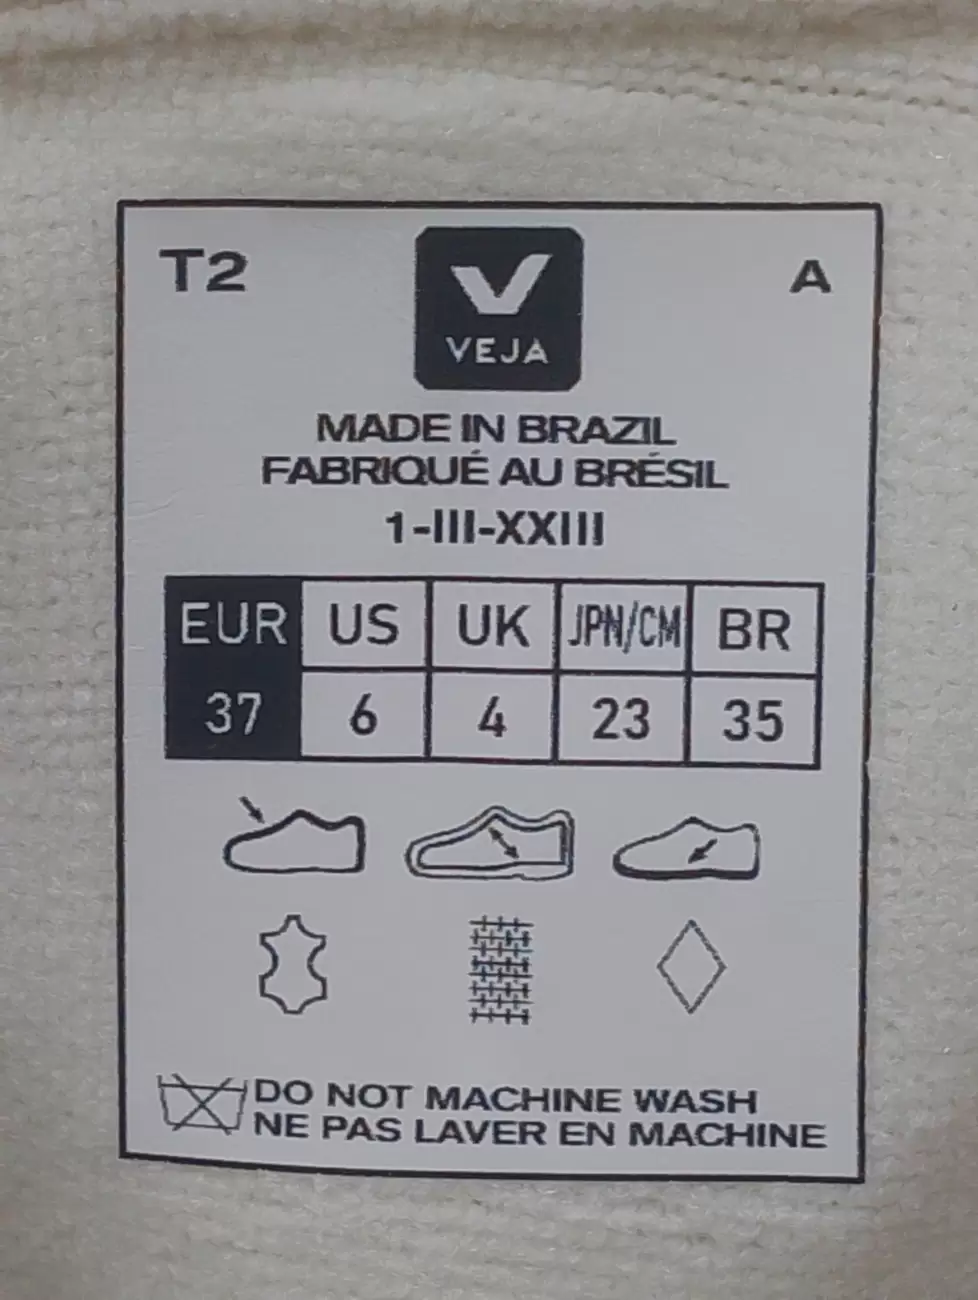 T2 A
VEJA
MADE IN BRAZIL
FABRIQUÉ AU BRÉSIL
1-III-XXIII
EUR US UK JPN/CM BR
37 6 4 23 35
DO NOT MACHINE WASH
NE PAS LAVER EN MACHINE